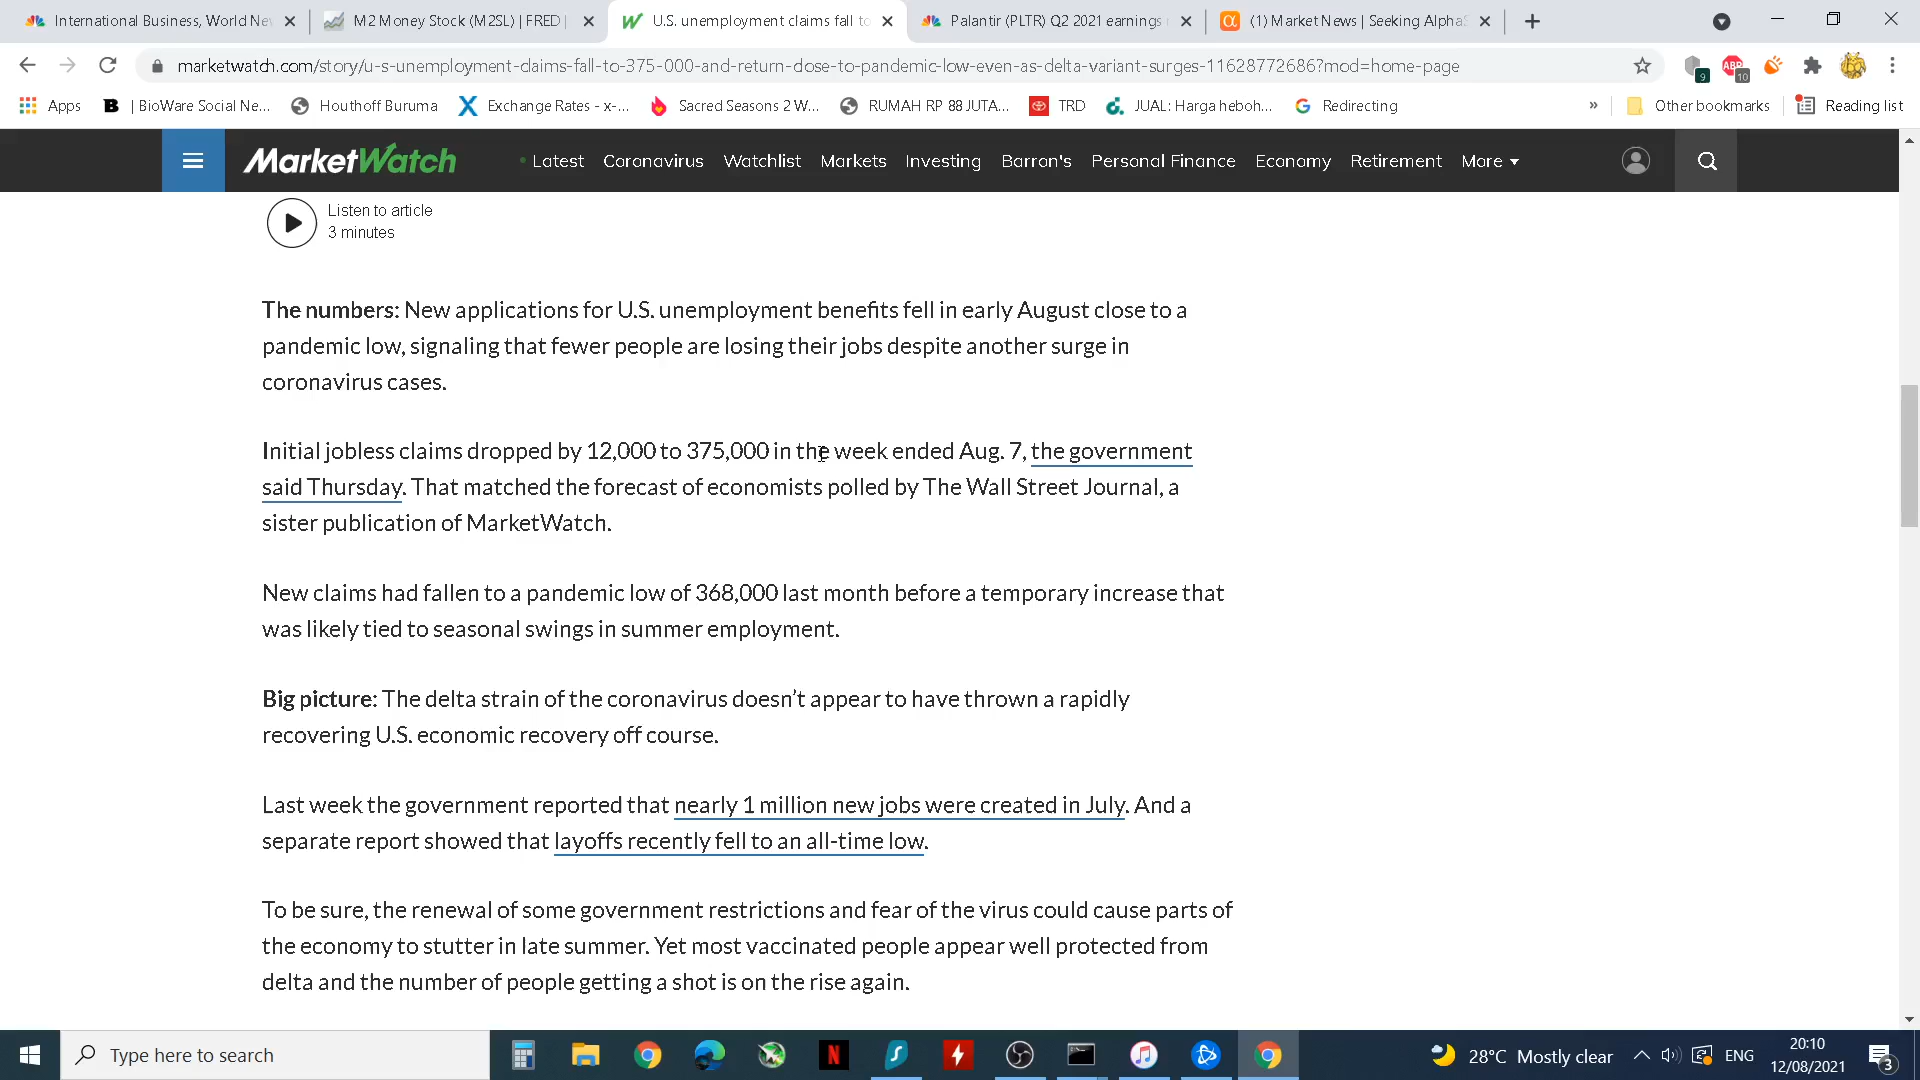 International Business, World Nev
M2 Money Stock (M2SL) | FRED |
U.S. unemployment claims fall to
Palantir (PLTR) Q2 2021 earnings
(1) Market News | Seeking Alpha
marketwatch.com/story/u-s-unemployment-claims-fall-to-375-000-and-return-close-to-pandemic-low-even-as-delta-variant-surges-11628772686?mod=home-page
9
ABP
10
Apps
| BioWare Social Ne...
Houthoff Buruma
Exchange Rates - x-...
Sacred Seasons 2 W...
RUMAH RP 88 JUTA...
TRD
JUAL: Harga heboh...
Redirecting
»
Other bookmarks
Reading list
MarketWatch
Latest
Coronavirus
Watchlist
Markets
Investing
Barron's
Personal Finance
Economy
Retirement
More
Listen to article
3 minutes
The numbers: New applications for U.S. unemployment benefits fell in early August close to a
pandemic low, signaling that fewer people are losing their jobs despite another surge in
coronavirus cases.
Initial jobless claims dropped by 12,000 to 375,000 in the week ended Aug. 7, the government
said Thursday. That matched the forecast of economists polled by The Wall Street Journal, a
sister publication of MarketWatch.
New claims had fallen to a pandemic low of 368,000 last month before a temporary increase that
was likely tied to seasonal swings in summer employment.
Big picture: The delta strain of the coronavirus doesn’t appear to have thrown a rapidly
recovering U.S. economic recovery off course.
Last week the government reported that nearly 1 million new jobs were created in July. And a
separate report showed that layoffs recently fell to an all-time low.
To be sure, the renewal of some government restrictions and fear of the virus could cause parts of
the economy to stutter in late summer. Yet most vaccinated people appear well protected from
delta and the number of people getting a shot is on the rise again.
Type here to search
28°C Mostly clear
ENG
20:10
12/08/2021
3